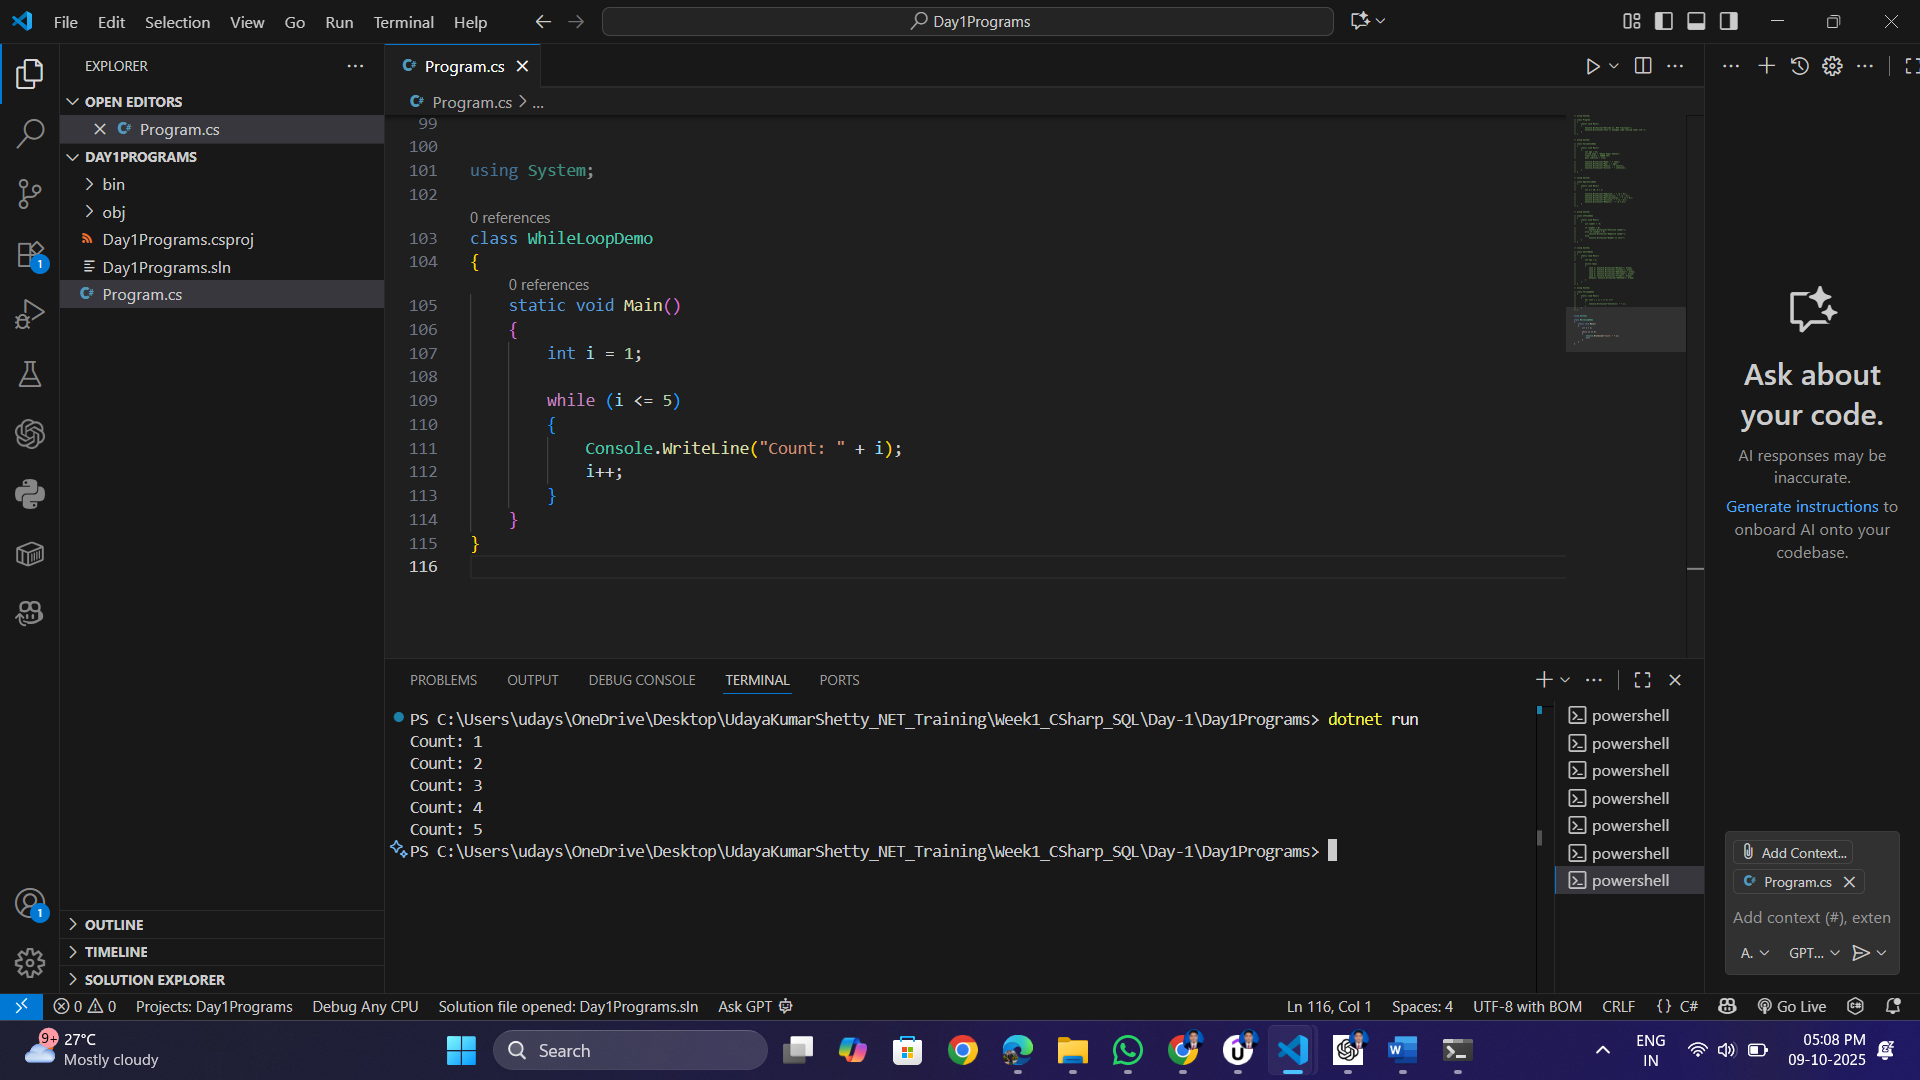 File Edit Selection View Go Run Terminal Help
Day1Programs
EXPLORER
OPEN EDITORS
Program.cs
DAY1PROGRAMS
bin
obj
Day1Programs.csproj
Day1Programs.sln
Program.cs
OUTLINE
TIMELINE
SOLUTION EXPLORER
Program.cs
Program.cs > ...
99
100
101 using System;
102
0 references
103 class WhileLoopDemo
104 {
0 references
105 static void Main()
106 {
107 int i = 1;
108
109 while (i <= 5)
110 {
111 Console.WriteLine("Count: " + i);
112 i++;
113 }
114 }
115 }
116
PROBLEMS OUTPUT DEBUG CONSOLE TERMINAL PORTS
PS C:\Users\udays\OneDrive\Desktop\UdayaKumarShetty_NET_Training\Week1_CSharp_SQL\Day-1\Day1Programs> dotnet run
Count: 1
Count: 2
Count: 3
Count: 4
Count: 5
PS C:\Users\udays\OneDrive\Desktop\UdayaKumarShetty_NET_Training\Week1_CSharp_SQL\Day-1\Day1Programs>
powershell
powershell
powershell
powershell
powershell
powershell
powershell
Ask about
your code.
AI responses may be
inaccurate.
Generate instructions to
onboard AI onto your
codebase.
Add Context...
Program.cs
Add context (#), exten
A. GPT...
1
1
0 0 Projects: Day1Programs Debug Any CPU Solution file opened: Day1Programs.sln Ask GPT
Ln 116, Col 1 Spaces: 4 UTF-8 with BOM CRLF {} C# Go Live
9+ 27°C
Mostly cloudy
Search
ENG
IN
05:08 PM
09-10-2025